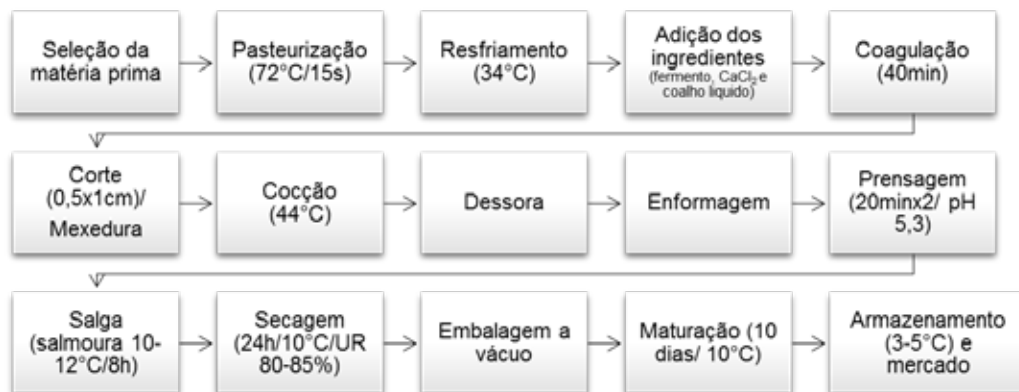 Seleção da
matéria prima
Pasteurização
(72°C/15s)
Resfriamento
(34°C)
Adição dos
ingredientes
(fermento, CaCl₂ e
coalho liquido)
Coagulação
(40min)
Corte
(0,5x1cm)/
Mexedura
Cocção
(44°C)
Dessora
Enformagem
Prensagem
(20minx2/ pH
5,3)
Salga
(salmoura 10-
12°C/8h)
Secagem
(24h/10°C/UR
80-85%)
Embalagem a
vácuo
Maturação (10
dias/ 10°C)
Armazenamento
(3-5°C) e
mercado